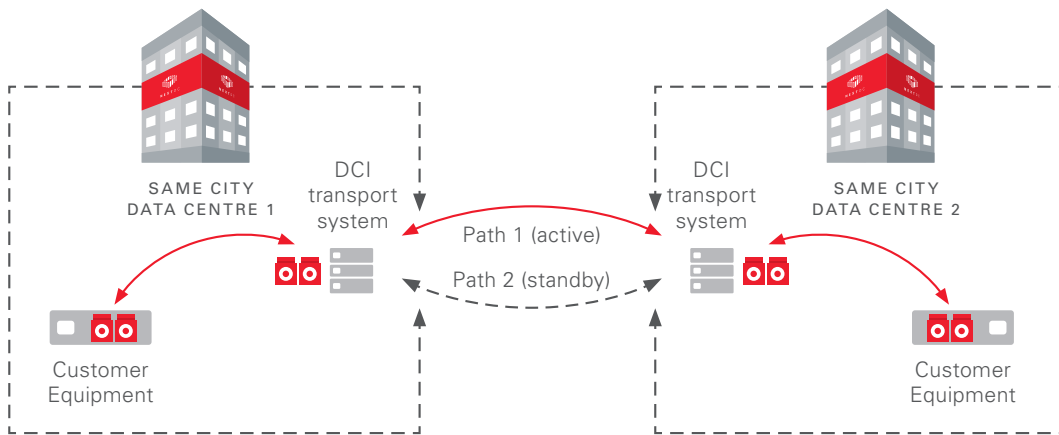 SAME CITY
DATA CENTRE 1
DCI
transport
system
Customer
Equipment
Path 1 (active)
Path 2 (standby)
DCI
transport
system
SAME CITY
DATA CENTRE 2
Customer
Equipment